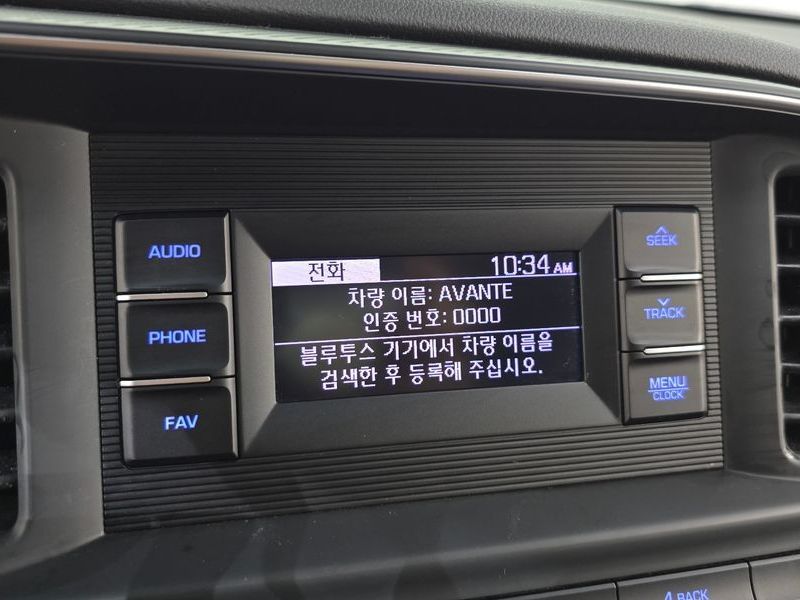 AUDIO
PHONE
FAV
전화 10:34 AM
차량 이름: AVANTE
인증 번호: 0000
블루투스 기기에서 차량 이름을
검색한 후 등록해 주십시오.
SEEK
TRACK
MENU
CLOCK
4 BACK